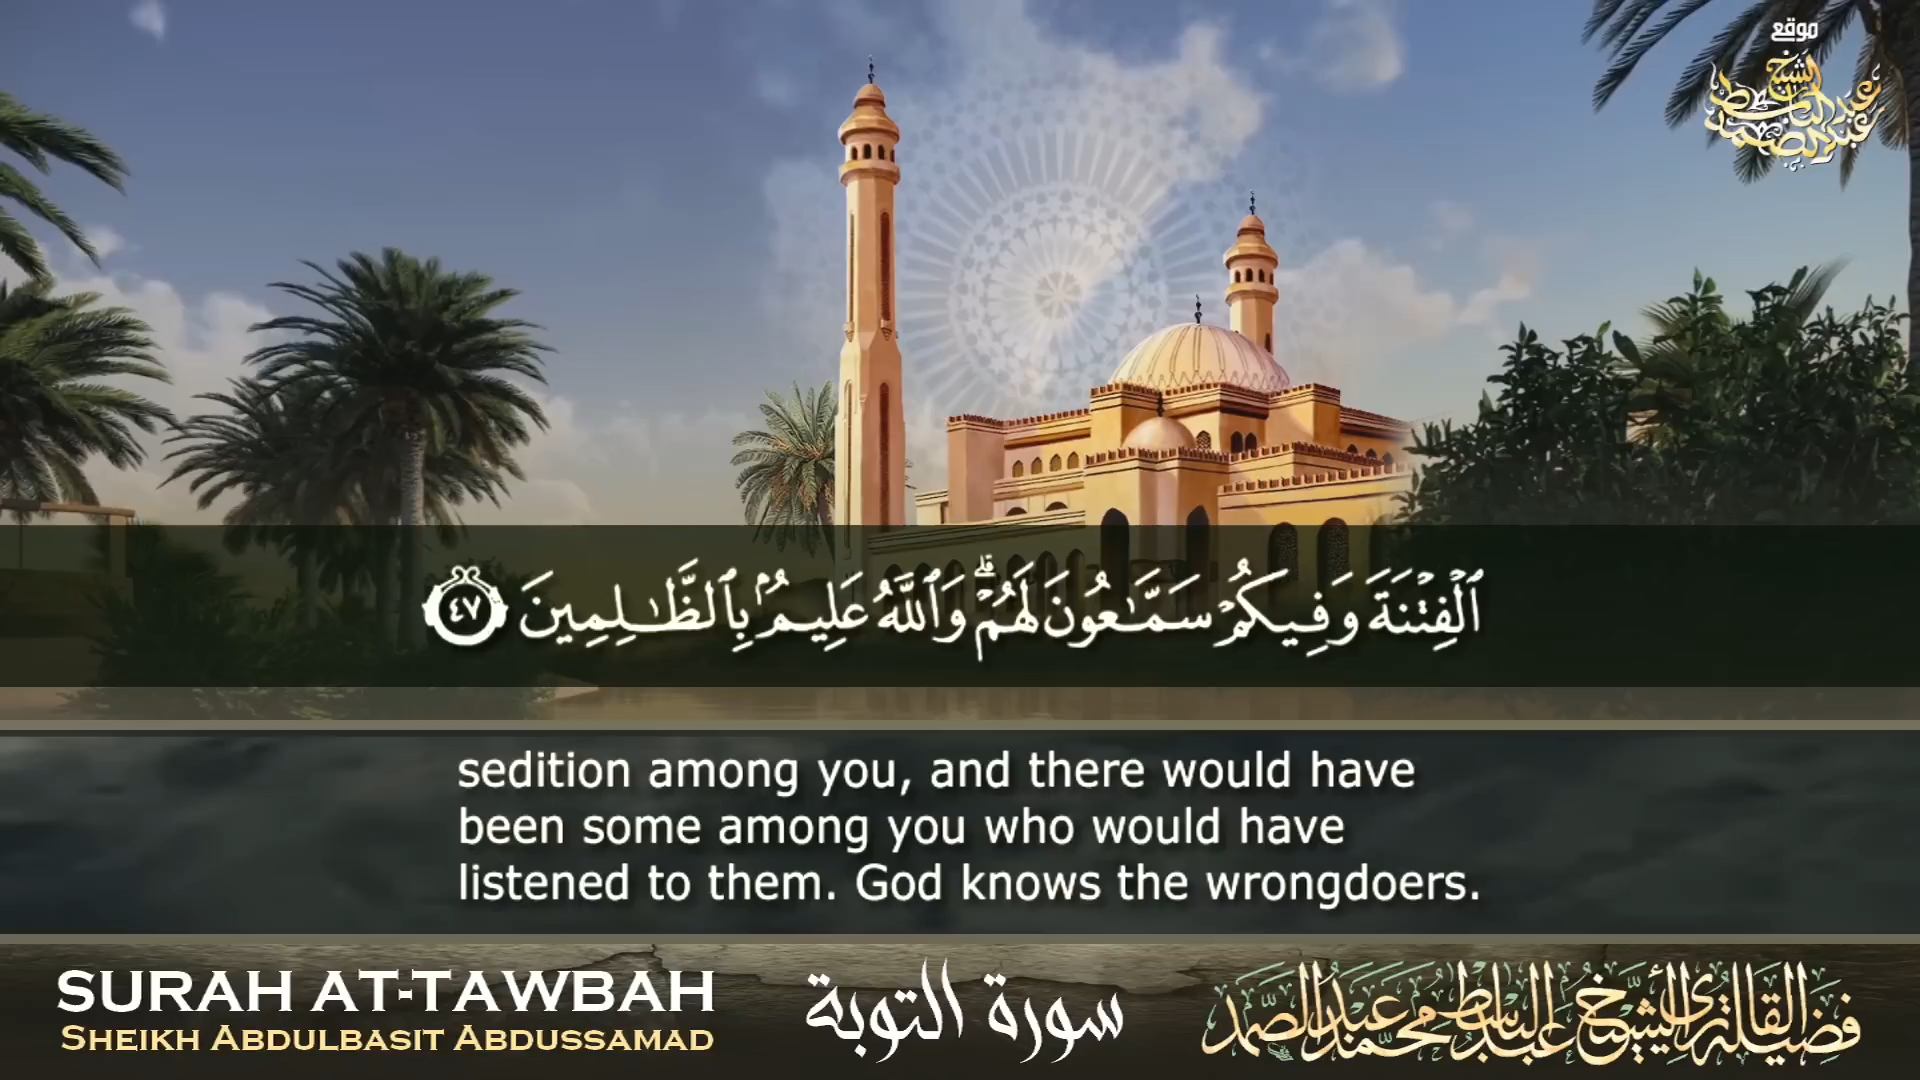 موقع
الشيخ
عبد الباسط
عبد الصمد
ٱلْفِتْنَةَ وَفِيكُمْ سَمَّـٰعُونَ لَهُمْ ۗ وَٱللَّهُ عَلِيمٌۢ بِٱلظَّـٰلِمِينَ ٤٧
sedition among you, and there would have
been some among you who would have
listened to them. God knows the wrongdoers.
SURAH AT-TAWBAH
SHEIKH ABDULBASIT ABDUSSAMAD
سورة التوبة
فضيلة القارئ الشيخ عبد الباسط محمد عبد الصمد